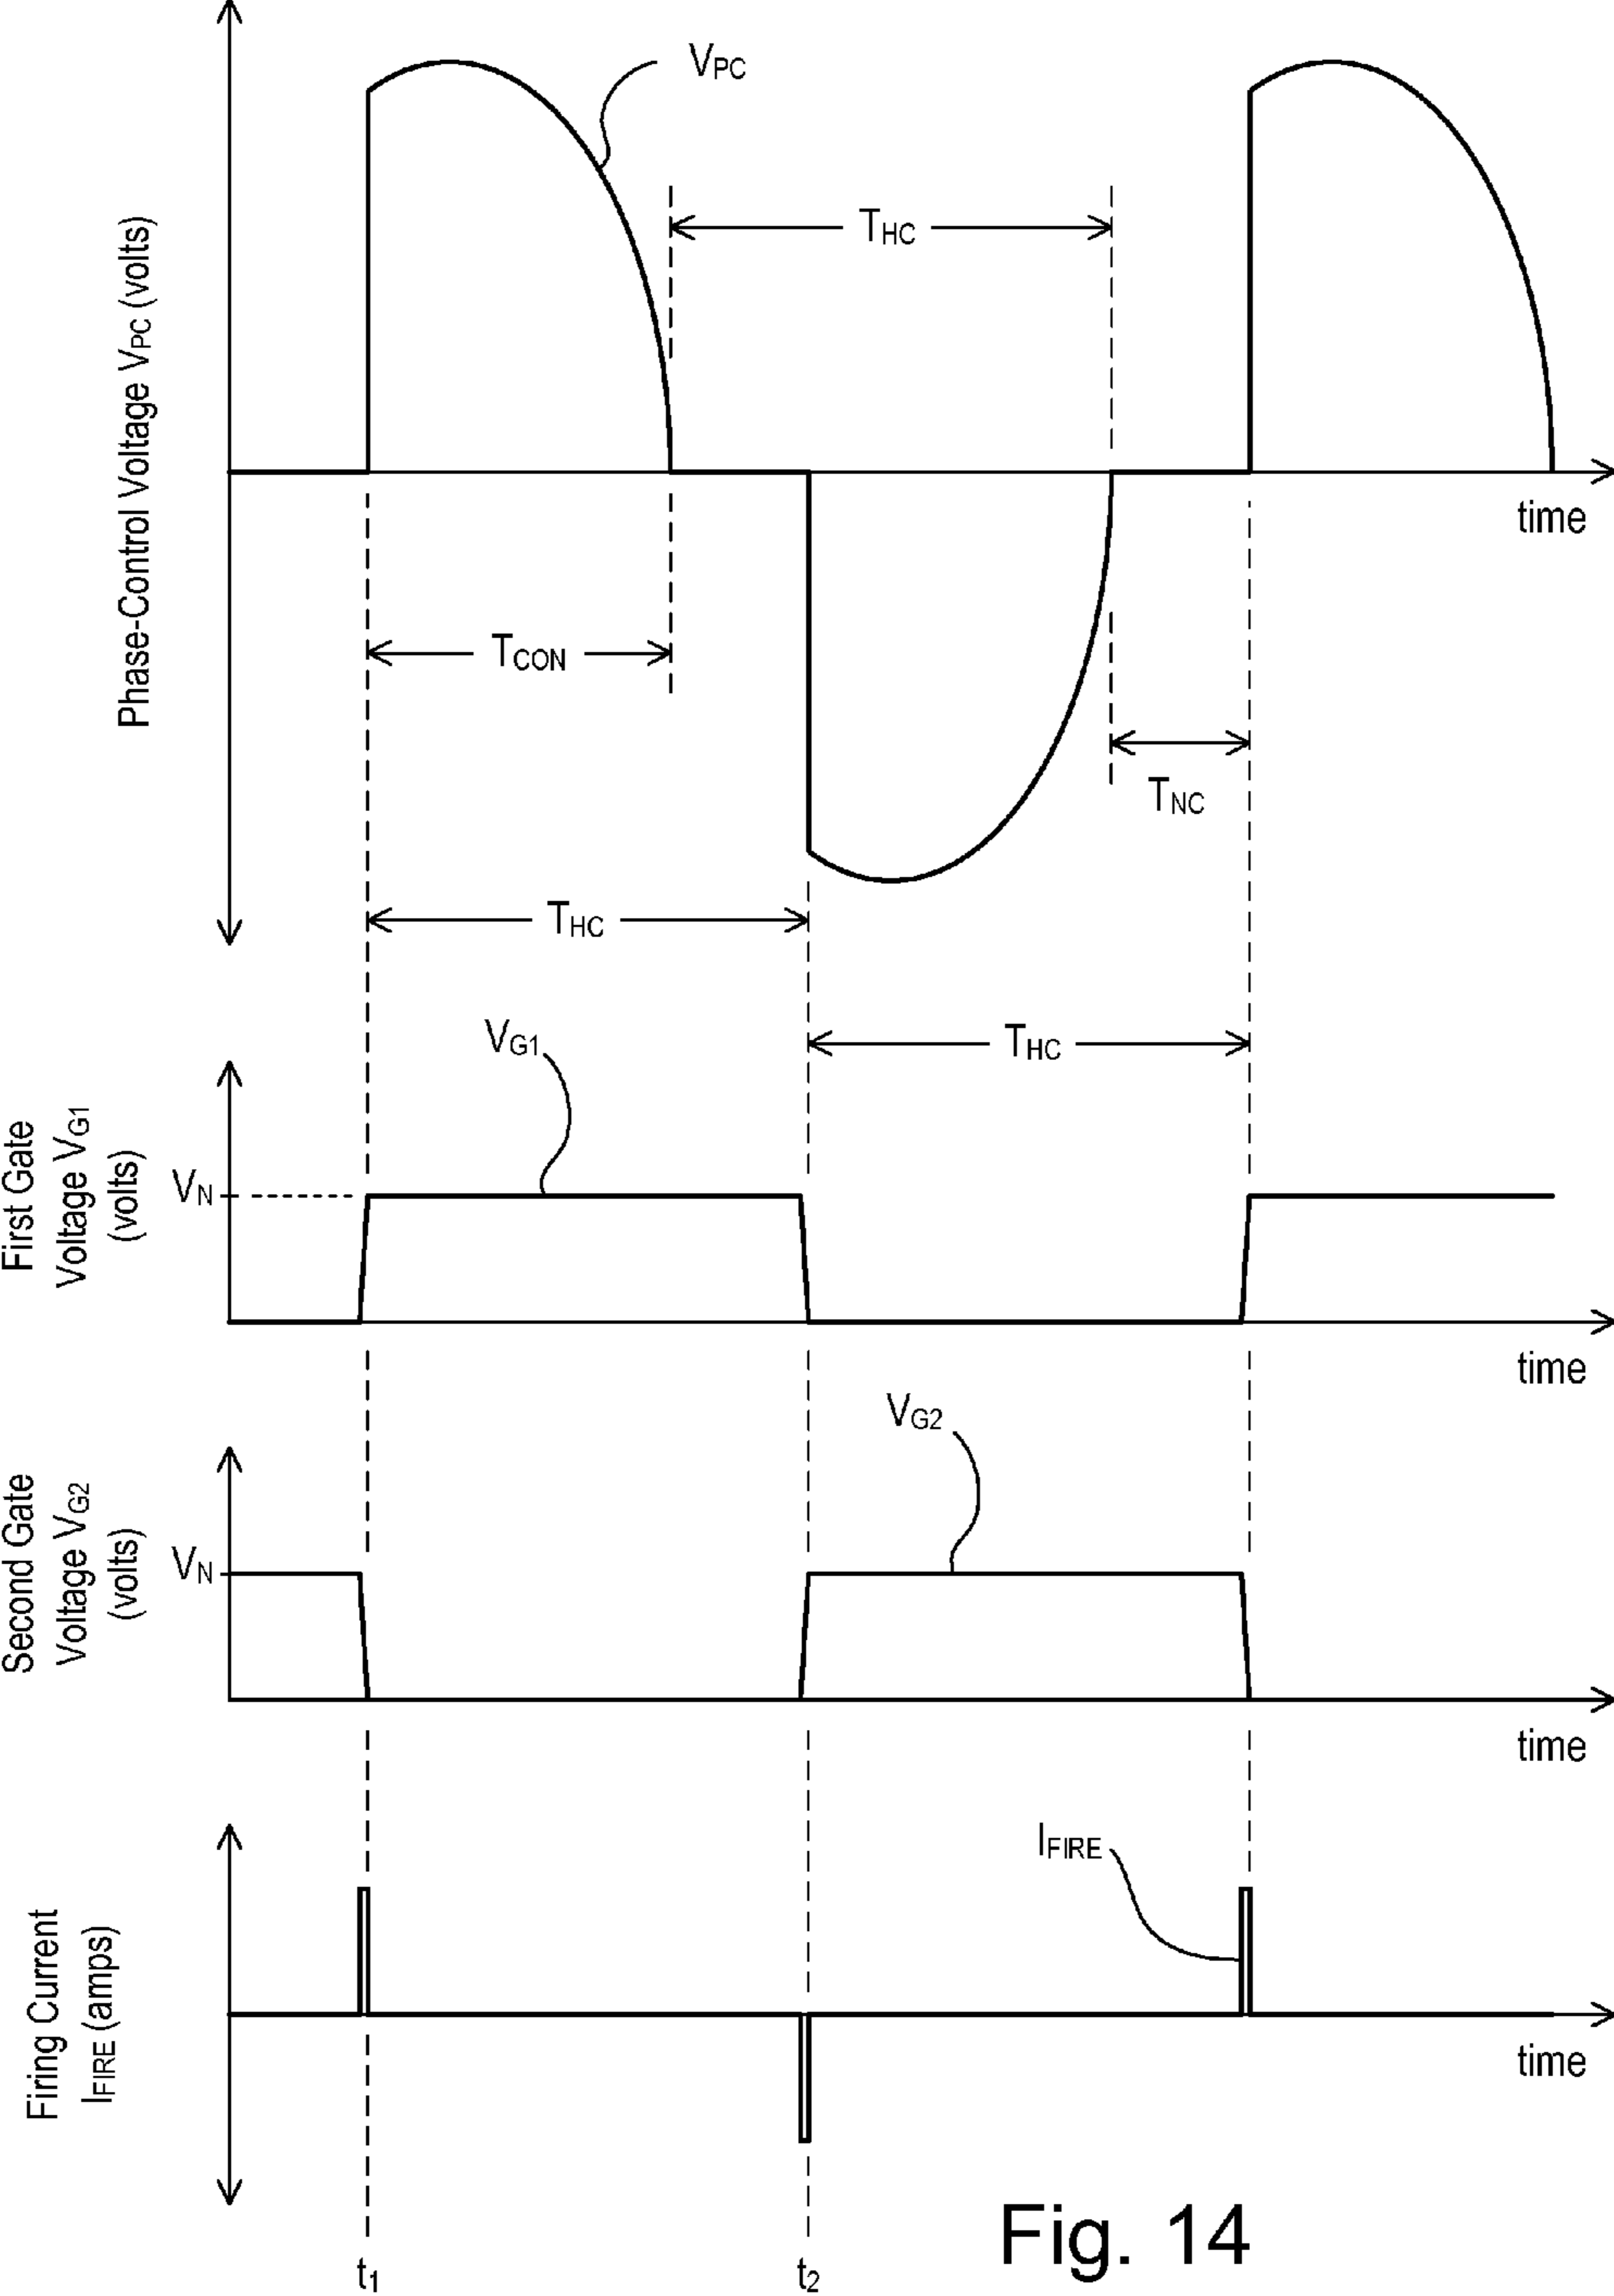 Phase-Control Voltage VPC (volts)
VPC
THC
time
TCON
TNC
THC
THC
First Gate
Voltage VG1
(volts)
VG1
VN
time
Second Gate
Voltage VG2
(volts)
VG2
VN
time
Firing Current
IFIRE (amps)
IFIRE
time
t1
t2
Fig. 14